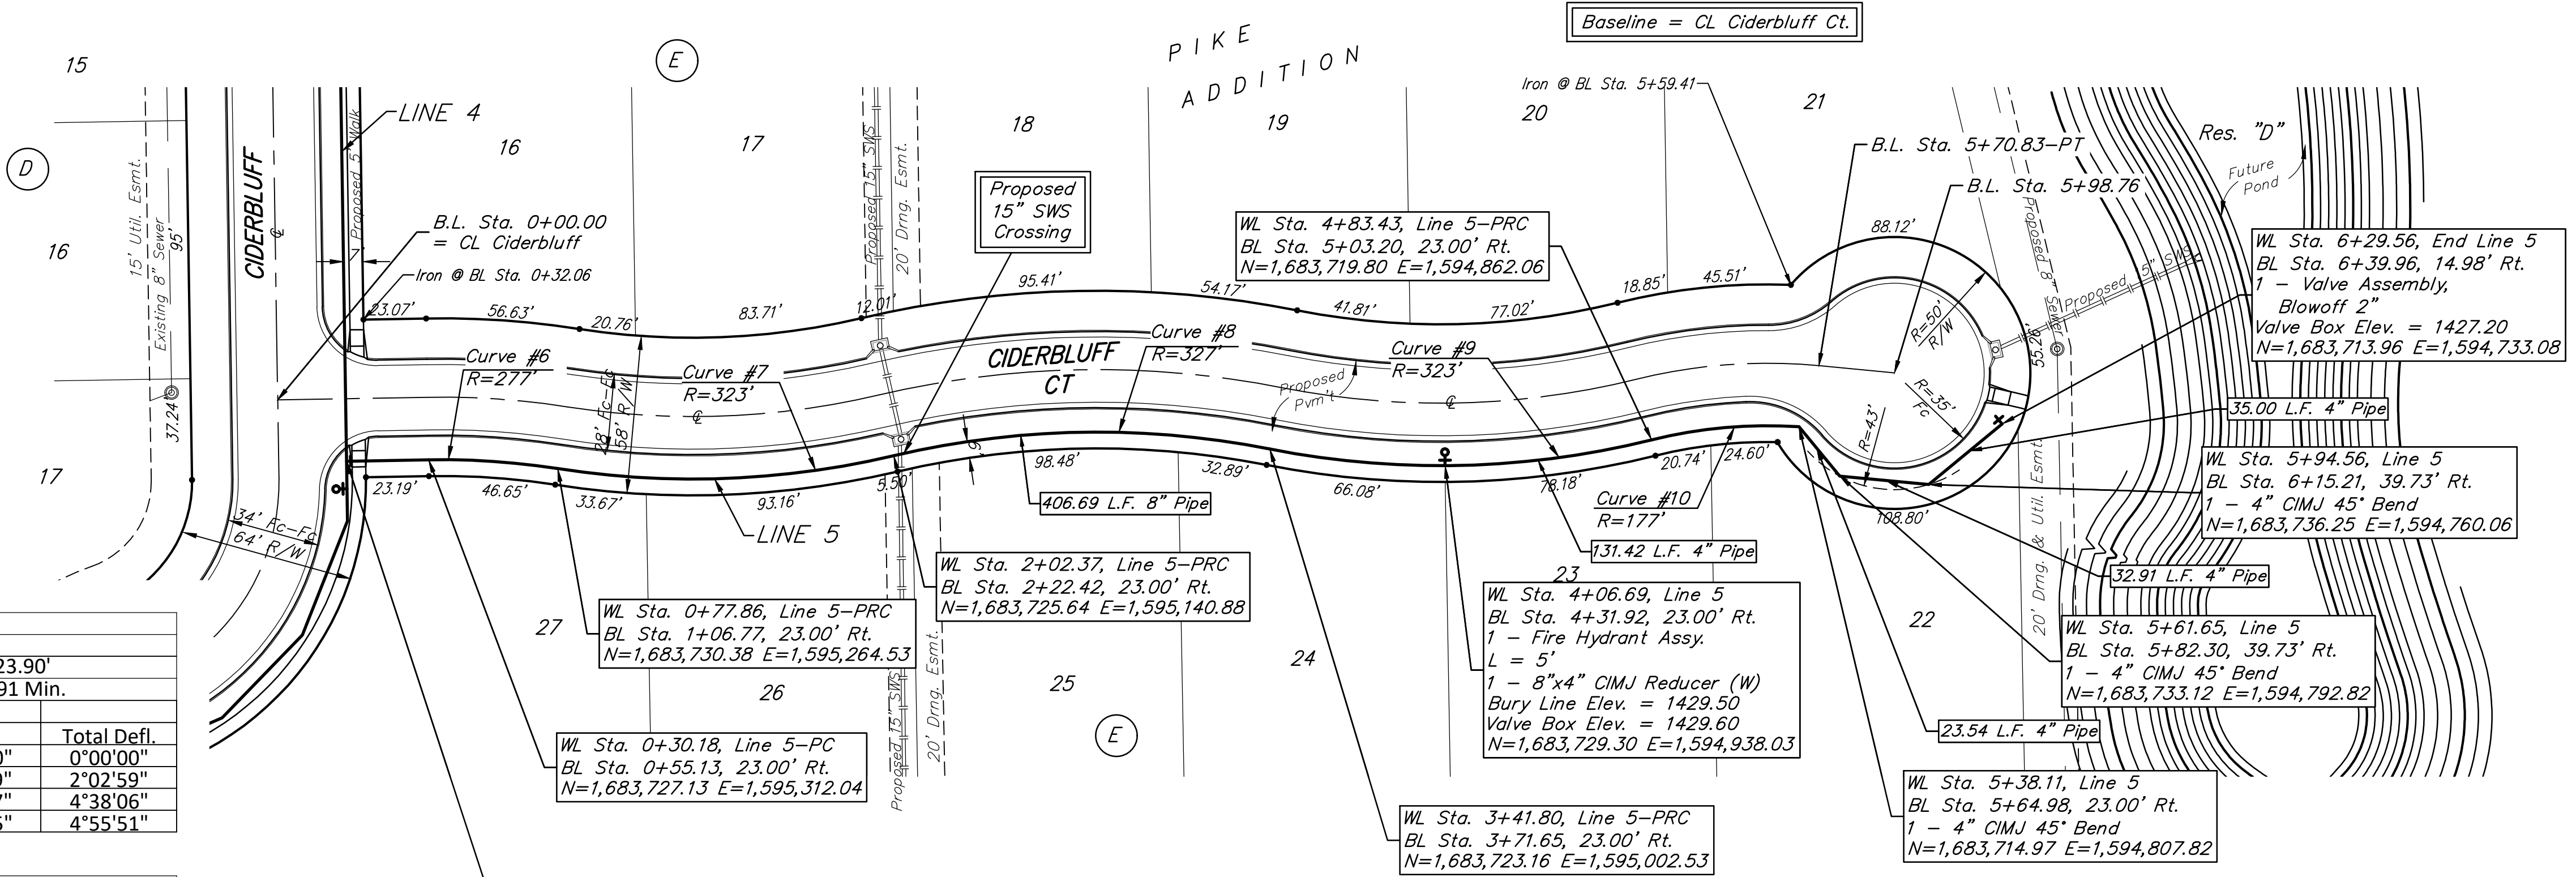 Baseline = CL Ciderbluff Ct.
PIKE
ADDITION
E
15
D
16
17
15' Util. Esmt.
Existing 8" Sewer
95'
37.24'
CIDERBLUFF
℄
LINE 4
Proposed 5' Walk
7'
16
17
18
19
20
21
B.L. Sta. 0+00.00
= CL Ciderbluff
Iron @ BL Sta. 0+32.06
Iron @ BL Sta. 5+59.41
B.L. Sta. 5+70.83-PT
B.L. Sta. 5+98.76
Proposed 15" SWS
20' Drng. Esmt.
Proposed
15" SWS
Crossing
WL Sta. 4+83.43, Line 5-PRC
BL Sta. 5+03.20, 23.00' Rt.
N=1,683,719.80 E=1,594,862.06
Res. "D"
Future
Pond
Proposed 8" Sewer
Proposed 15" SWS
WL Sta. 6+29.56, End Line 5
BL Sta. 6+39.96, 14.98' Rt.
1 - Valve Assembly,
Blowoff 2"
Valve Box Elev. = 1427.20
N=1,683,713.96 E=1,594,733.08
23.07'
56.63'
20.76'
83.71'
12.01'
95.41'
54.17'
41.81'
77.02'
18.85'
45.51'
88.12'
55.26'
R=50'
R/W
R=35'
Fc
R=43'
Curve #6
R=277'
Curve #7
R=323'
Curve #8
R=327'
Curve #9
R=323'
Curve #10
R=177'
CIDERBLUFF
CT
℄
℄
28' Fc-Fc
58' R/W
Proposed
Pvm't
6'
34' Fc-Fc
64' R/W
23.19'
46.65'
33.67'
93.16'
5.50'
98.48'
32.89'
66.08'
78.18'
20.74'
24.60'
108.80'
LINE 5
406.69 L.F. 8" Pipe
131.42 L.F. 4" Pipe
35.00 L.F. 4" Pipe
32.91 L.F. 4" Pipe
23.54 L.F. 4" Pipe
WL Sta. 5+94.56, Line 5
BL Sta. 6+15.21, 39.73' Rt.
1 - 4" CIMJ 45° Bend
N=1,683,736.25 E=1,594,760.06
WL Sta. 2+02.37, Line 5-PRC
BL Sta. 2+22.42, 23.00' Rt.
N=1,683,725.64 E=1,595,140.88
WL Sta. 0+77.86, Line 5-PRC
BL Sta. 1+06.77, 23.00' Rt.
N=1,683,730.38 E=1,595,264.53
WL Sta. 4+06.69, Line 5
BL Sta. 4+31.92, 23.00' Rt.
1 - Fire Hydrant Assy.
L = 5'
1 - 8"x4" CIMJ Reducer (W)
Bury Line Elev. = 1429.50
Valve Box Elev. = 1429.60
N=1,683,729.30 E=1,594,938.03
WL Sta. 5+61.65, Line 5
BL Sta. 5+82.30, 39.73' Rt.
1 - 4" CIMJ 45° Bend
N=1,683,733.12 E=1,594,792.82
WL Sta. 0+30.18, Line 5-PC
BL Sta. 0+55.13, 23.00' Rt.
N=1,683,727.13 E=1,595,312.04
WL Sta. 3+41.80, Line 5-PRC
BL Sta. 3+71.65, 23.00' Rt.
N=1,683,723.16 E=1,595,002.53
WL Sta. 5+38.11, Line 5
BL Sta. 5+64.98, 23.00' Rt.
1 - 4" CIMJ 45° Bend
N=1,683,714.97 E=1,594,807.82
27
26
25
24
23
22
E
Proposed 15" SWS
20' Drng. Esmt.
20' Drng. & Util. Esmt.
23.90'
91 Min.
Total Defl.
0" 0°00'00"
9" 2°02'59"
7" 4°38'06"
5" 4°55'51"